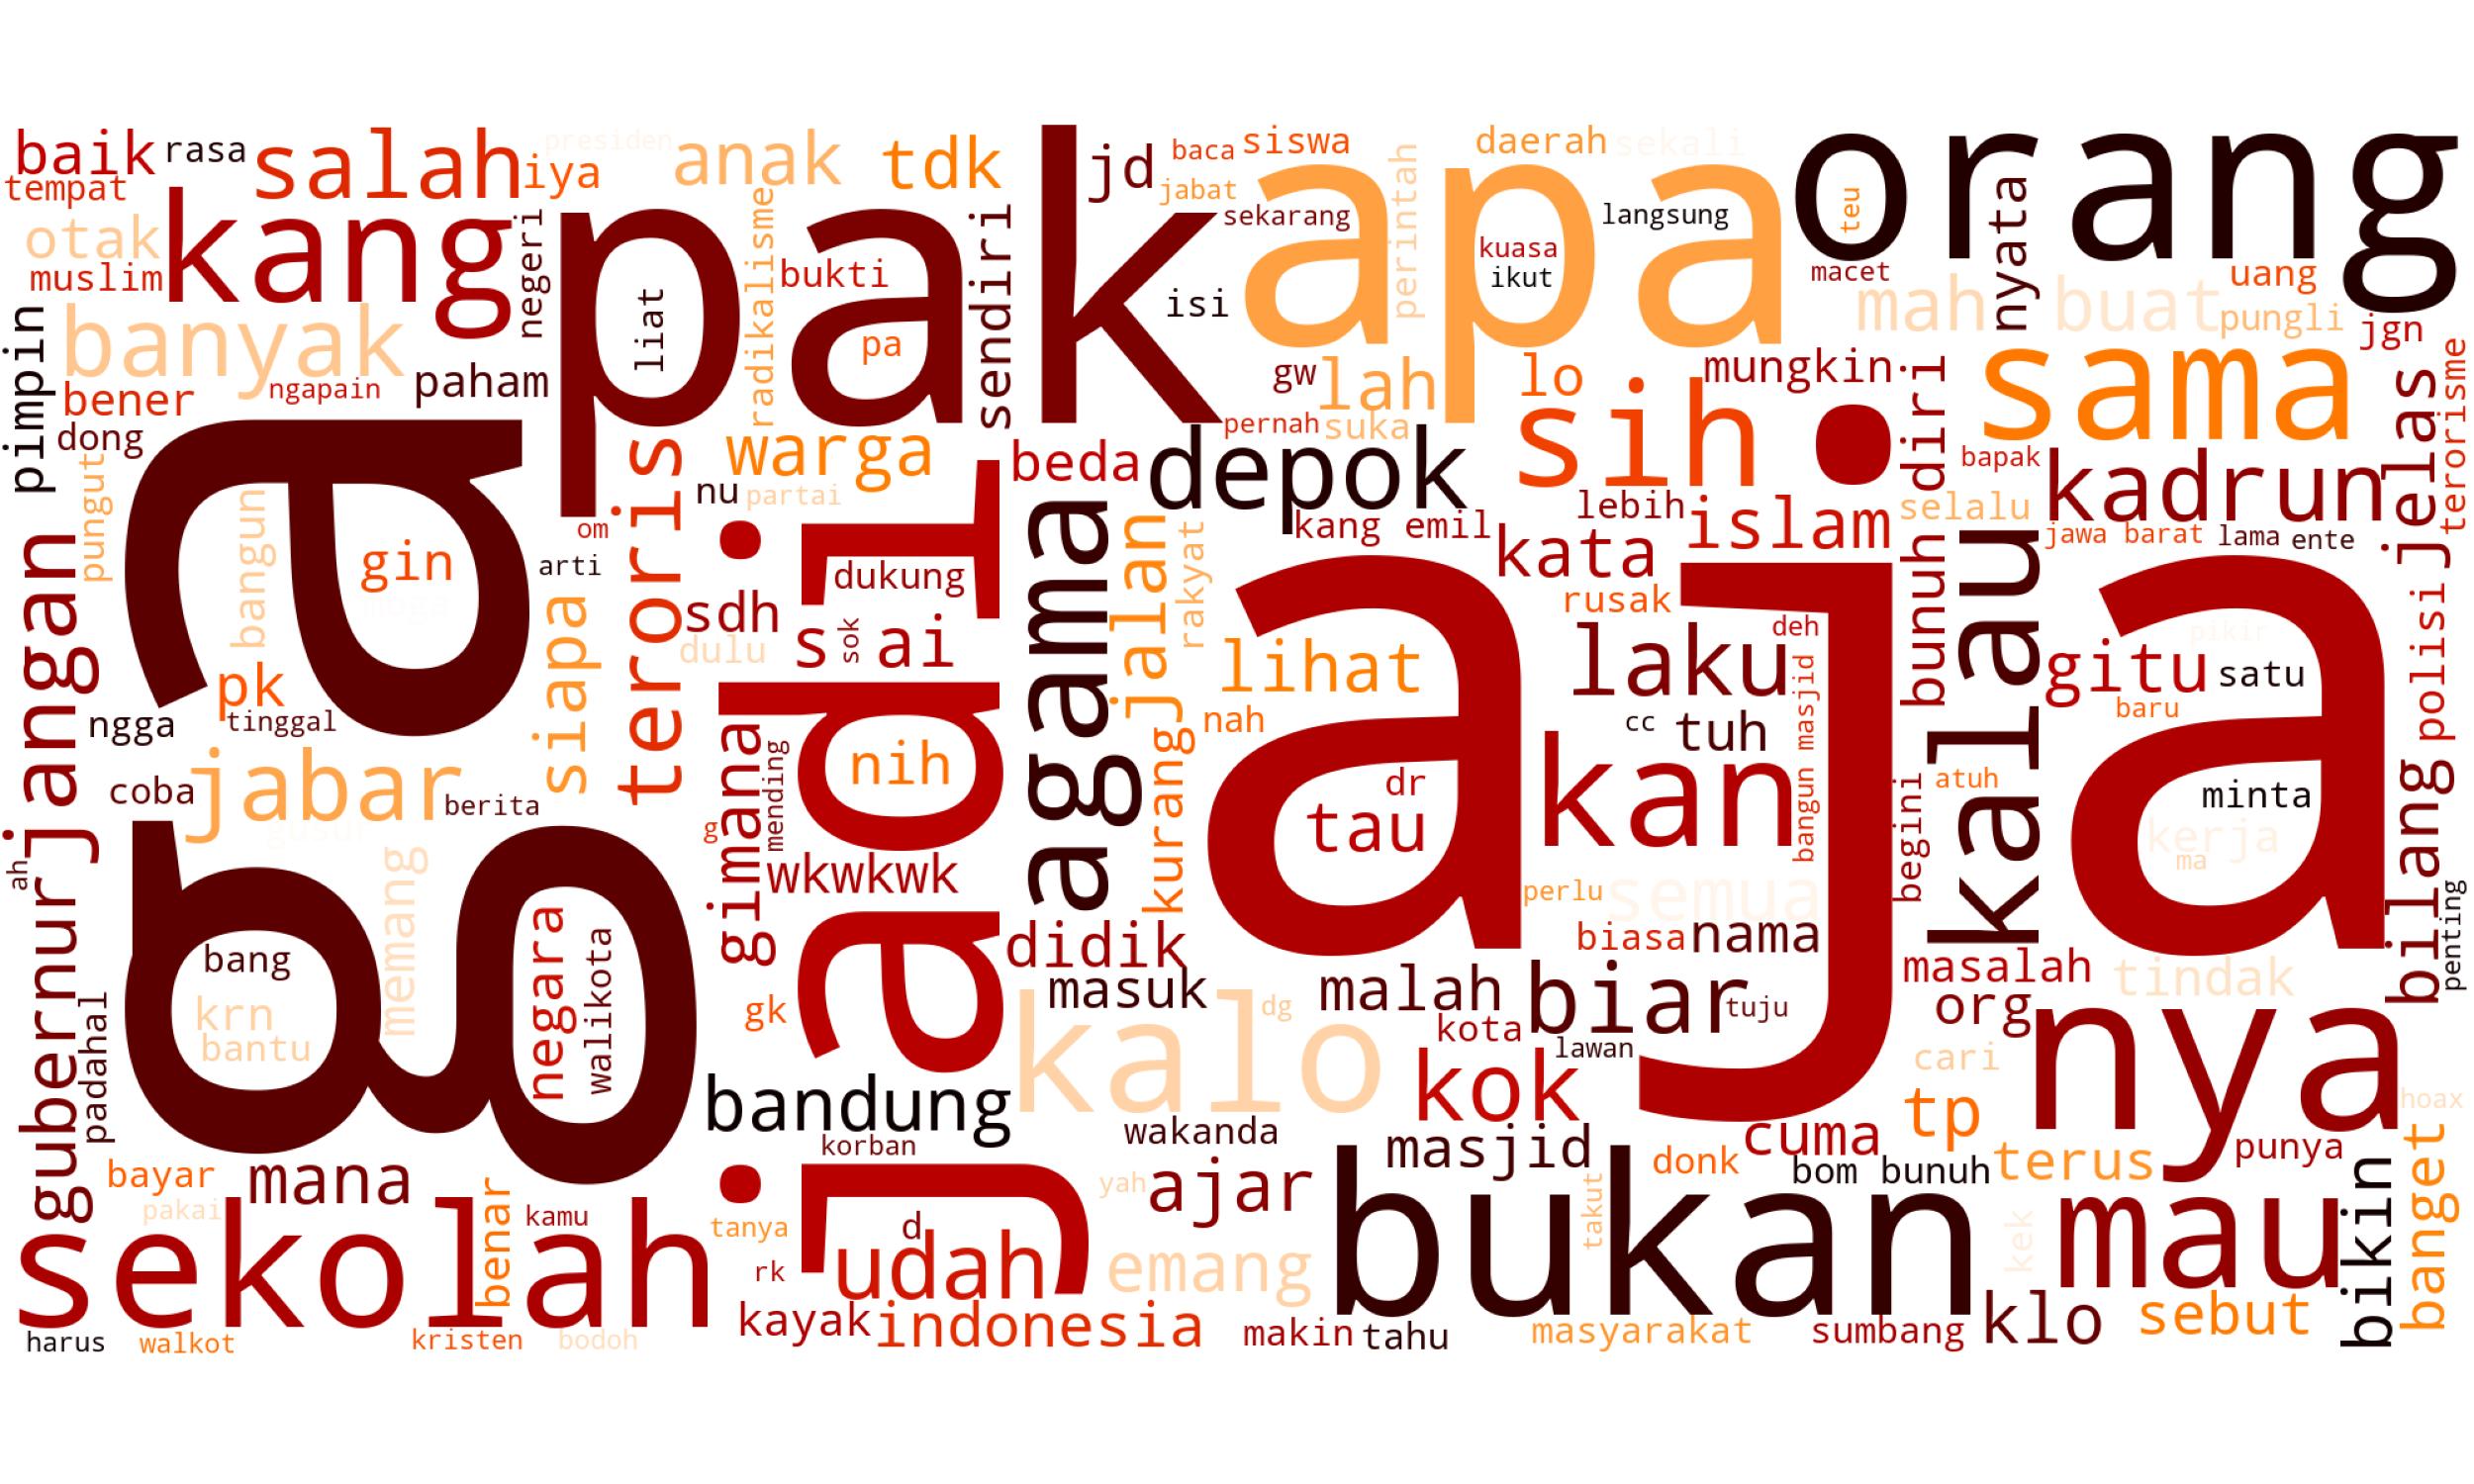 baik
rasa
salah
iya
presiden
anak
tdk
jd
baca
siswa
daerah
sekali
orang
tempat
jabat
perintah
apa
otak
kang
pak
sekarang
langsung
teu
nyata
muslim
negeri
liat
radikalisme
bukti
sendiri
kuasa
ikut
macet
uang
isi
mah
buat
pungli
jgn
banyak
pa
pimpin
bener
ngapain
paham
gw
lah
lo
mungkin
sama
terorisme
dong
pernah
suka
sih
diri
jelas
warga
beda
depok
bapak
kadrun
pungut
nu
partai
lebih
selalu
om
kang emil
islam
jawa barat
lama
ente
bangun
gin
arti
teroris
agama
jalan
rakyat
kata
jangan
ga
siapa
dukung
sdh
rusak
aja
bunuh
kalau
pikir
polisi
dulu
sok
s ai
lihat
laku
deh
gitu
satu
pk
ngga
tinggal
nah
cc
tuh
bangun masjid
baru
jabar
gimana
mending
nih
jadi
kurang
kan
coba
berita
dr
tau
begini
atuh
minta
bilang
g
kerja
ma
ah
gubernur
memang
wkwkwk
perlu
semua
penting
bang
negara
walikota
didik
biasa
nama
masalah
tindak
krn
bantu
padahal
gk
masuk
kalo
dg
malah
biar
tuju
org
nya
kota
lawan
cari
bandung
kok
tp
hoax
korban
wakanda
masjid
cuma
punya
bayar
mana
yah
ajar
donk
bom bunuh
terus
banget
pakai
sekolah
benar
kamu
tanya
d
udah
emang
bukan
takut
kek
mau
bikin
rk
kayak
indonesia
klo
sebut
harus
walkot
kristen
bodoh
makin
tahu
masyarakat
sumbang